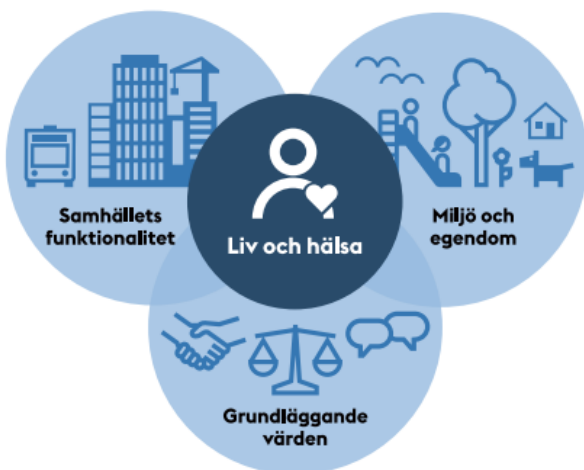 Samhällets
funktionalitet
Liv och hälsa
Miljö och
egendom
Grundläggande
värden